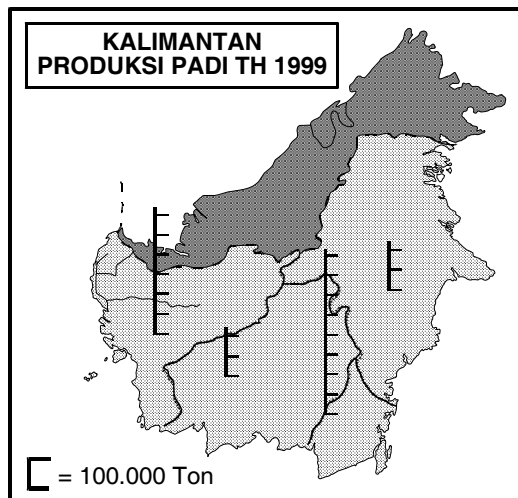 KALIMANTAN
PRODUKSI PADI TH 1999
= 100.000 Ton